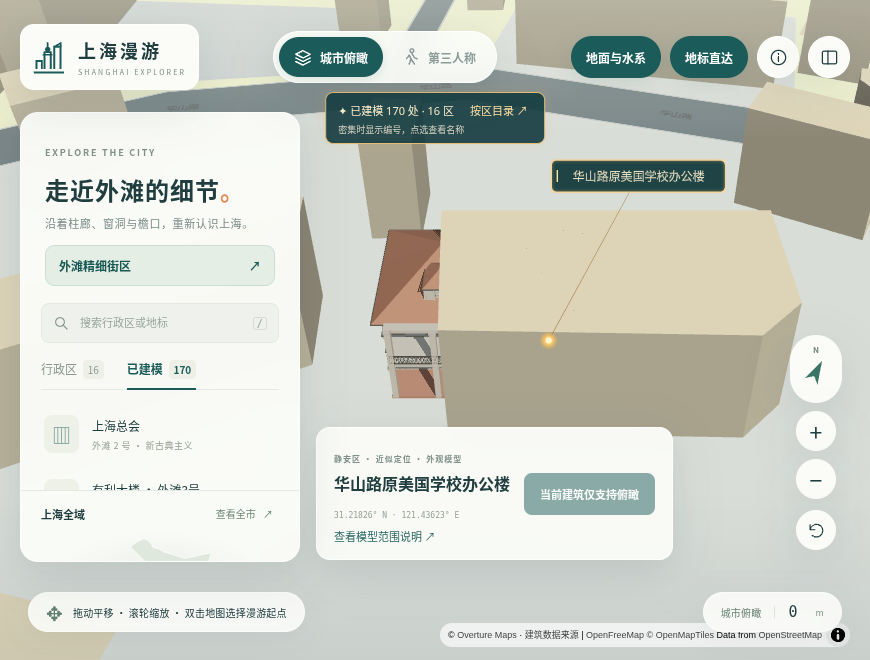 上海漫游
SHANGHAI EXPLORER
城市俯瞰
第三人称
地面与水系
地标直达
✦ 已建模 170 处 · 16 区 按区目录 ↗
密集时显示编号，点选查看名称
华山路原美国学校办公楼
EXPLORE THE CITY
走近外滩的细节。
沿着柱廊、窗洞与檐口，重新认识上海。
外滩精细街区 ↗
搜索行政区或地标 /
行政区 16 已建模 170
上海总会
外滩 2 号 · 新古典主义
有利大楼 · 外滩3号
上海全域 查看全市 ↗
静安区 · 近似定位 · 外观模型
华山路原美国学校办公楼
31.21826° N · 121.43623° E
查看模型范围说明 ↗
当前建筑仅支持俯瞰
N
+
−
拖动平移 · 滚轮缩放 · 双击地图选择漫游起点
城市俯瞰 0 m
© Overture Maps · 建筑数据来源 | OpenFreeMap © OpenMapTiles Data from OpenStreetMap